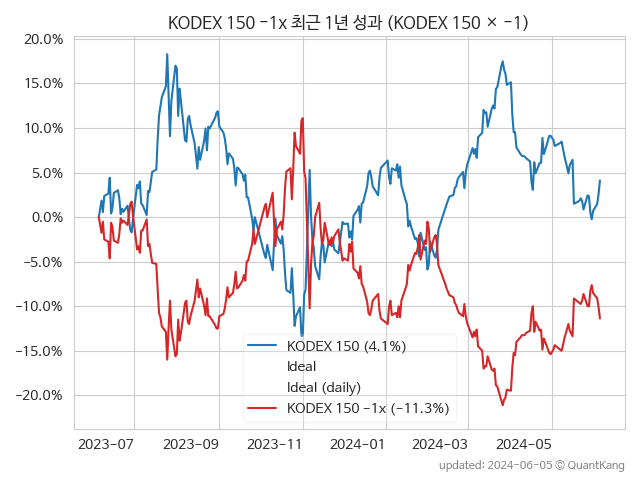 KODEX 150 -1x 최근 1년 성과 (KODEX 150 × -1)
20.0%
15.0%
10.0%
5.0%
0.0%
-5.0%
-10.0%
-15.0%
-20.0%
KODEX 150 (4.1%)
Ideal
Ideal (daily)
KODEX 150 -1x (-11.3%)
2023-07 2023-09 2023-11 2024-01 2024-03 2024-05
updated: 2024-06-05 © QuantKang